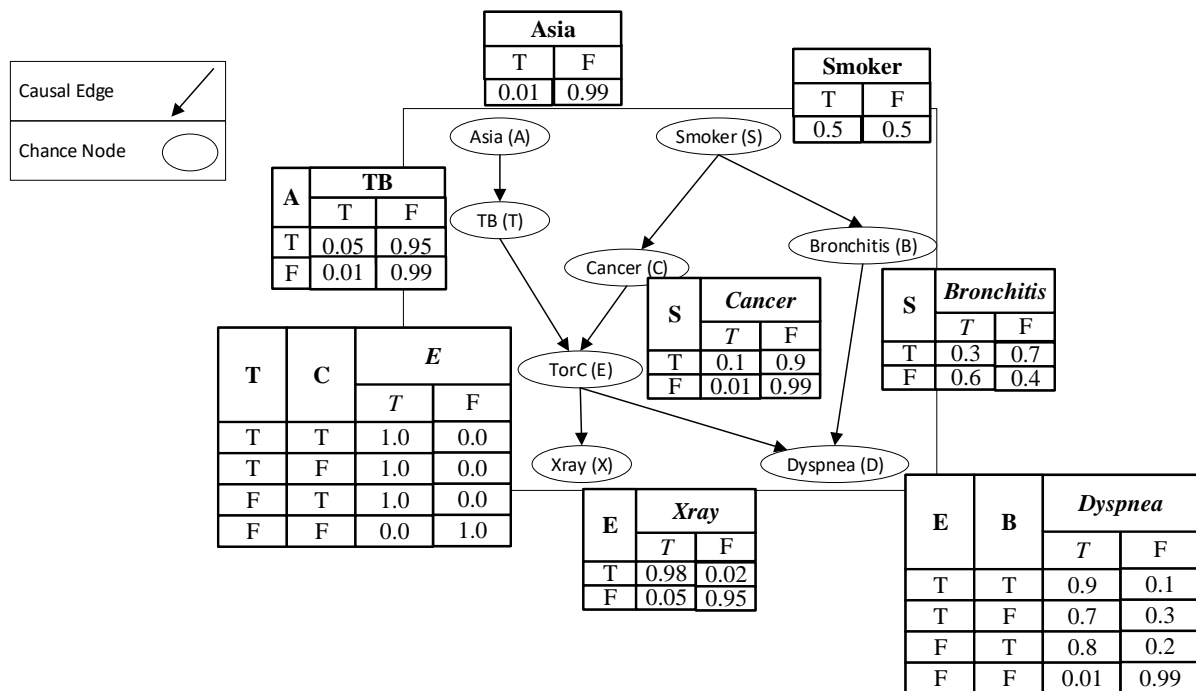 Causal Edge
Chance Node
Asia
T F
0.01 0.99
Smoker
T F
0.5 0.5
Asia (A)
Smoker (S)
A TB
T F
T 0.05 0.95
F 0.01 0.99
TB (T)
Bronchitis (B)
Cancer (C)
S Cancer
T F
T 0.1 0.9
F 0.01 0.99
S Bronchitis
T F
T 0.3 0.7
F 0.6 0.4
T C E
T F
T T 1.0 0.0
T F 1.0 0.0
F T 1.0 0.0
F F 0.0 1.0
TorC (E)
Xray (X)
Dyspnea (D)
E Xray
T F
T 0.98 0.02
F 0.05 0.95
E B Dyspnea
T F
T T 0.9 0.1
T F 0.7 0.3
F T 0.8 0.2
F F 0.01 0.99